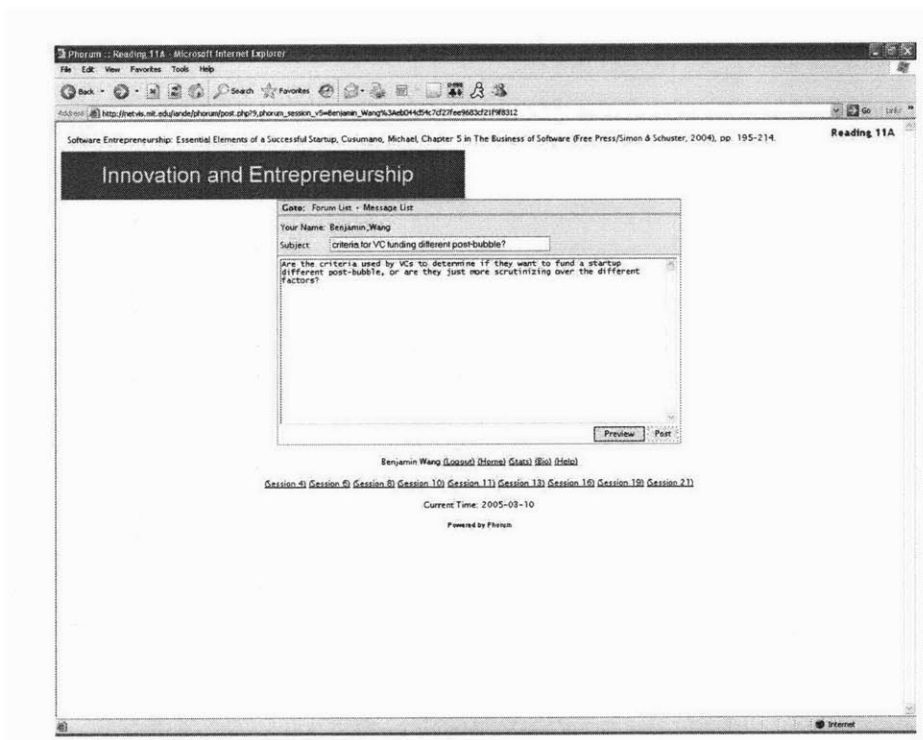 Phorum :: Reading 11A - Microsoft Internet Explorer
File Edit View Favorites Tools Help
Back Search Favorites
Address http://netvis.mit.edu/iande/phorum/post.php?9,phorum_session_v5=Benjamin_Wang%3Aeb044d54c7cf27fee9683cf21f9f8312 Go Links
Software Entrepreneurship: Essential Elements of a Successful Startup, Cusumano, Michael, Chapter 5 in The Business of Software (Free Press/Simon & Schuster, 2004), pp. 195-214.
Reading 11A
Innovation and Entrepreneurship
Goto: Forum List • Message List
Your Name: Benjamin_Wang
Subject: criteria for VC funding different post-bubble?
Are the criteria used by VCs to determine if they want to fund a startup
different post-bubble, or are they just more scrutinizing over the different
factors?
Preview Post
Benjamin Wang (Logout) (Home) (Stats) (Bio) (Help)
(Session 4) (Session 6) (Session 8) (Session 10) (Session 11) (Session 13) (Session 16) (Session 19) (Session 21)
Current Time: 2005-03-10
Powered by Phorum
Internet